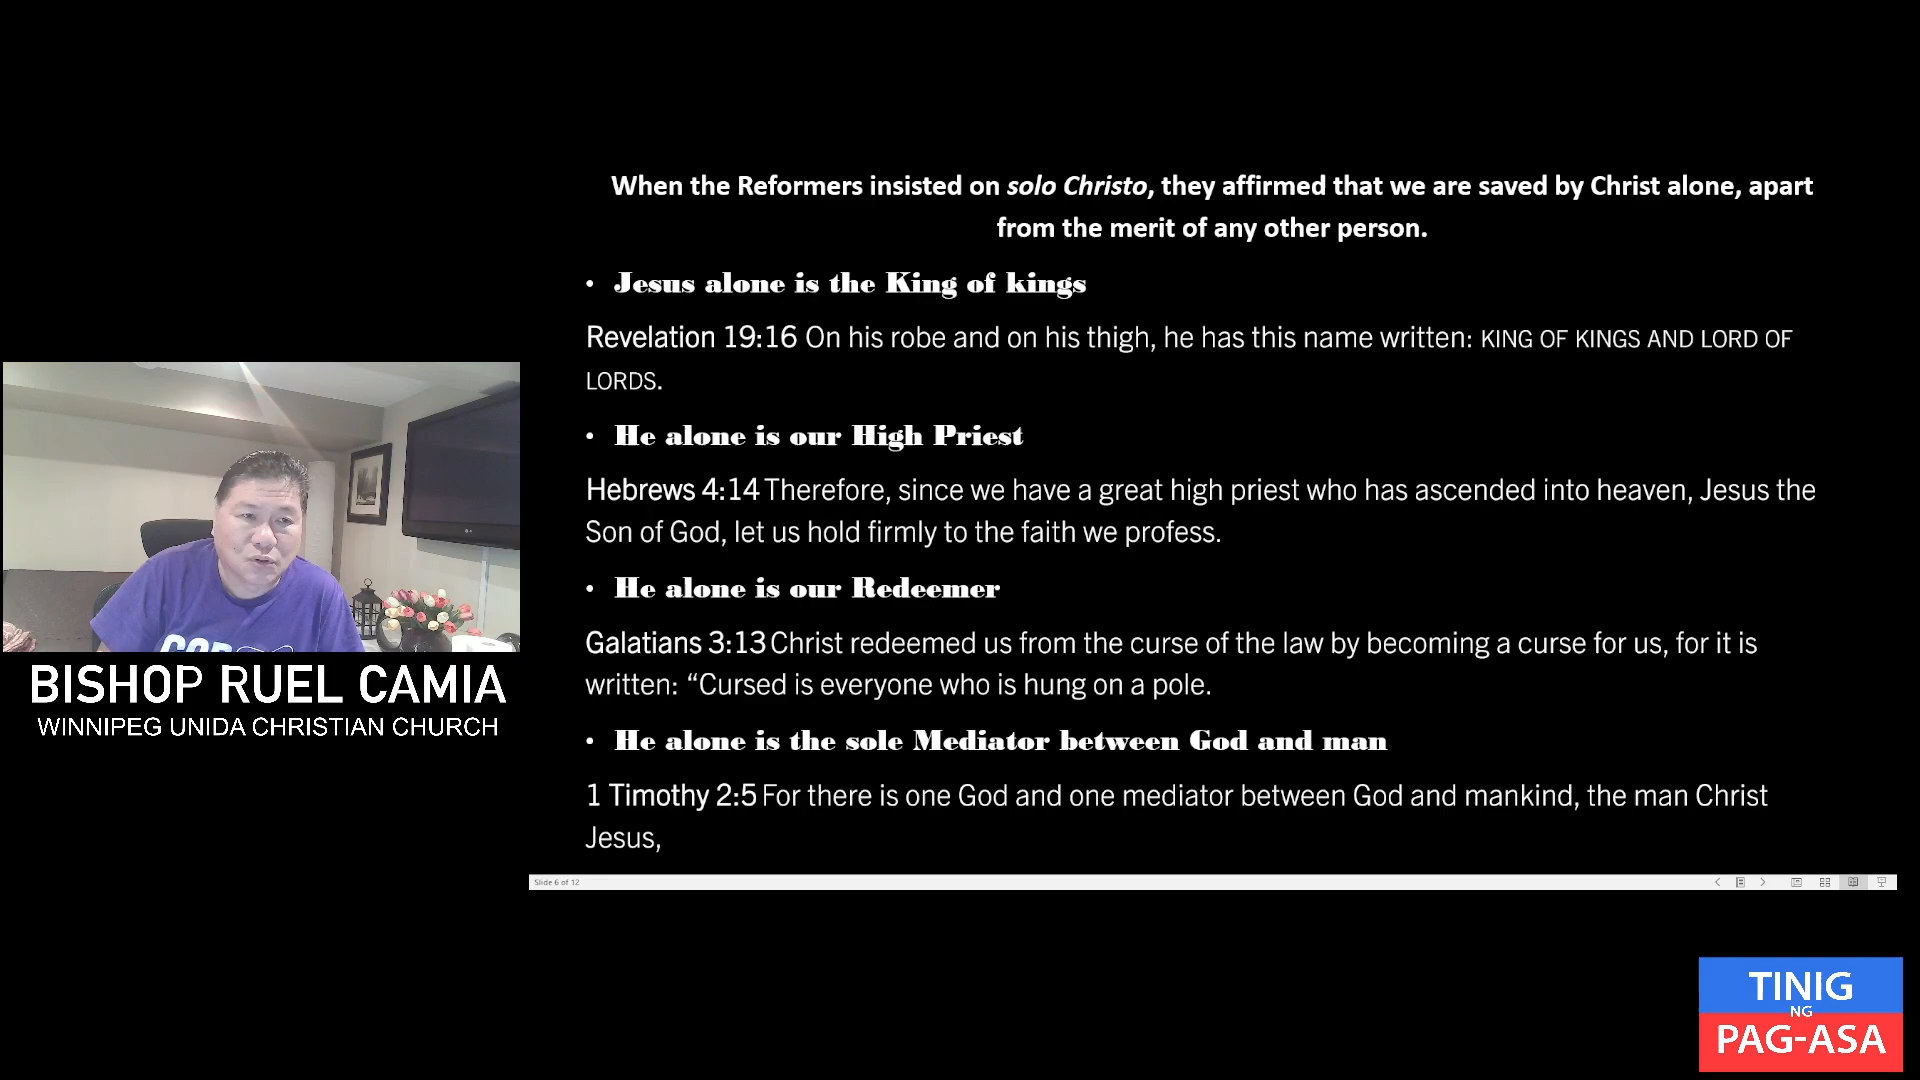 When the Reformers insisted on solo Christo, they affirmed that we are saved by Christ alone, apart
from the merit of any other person.
• Jesus alone is the King of kings
Revelation 19:16 On his robe and on his thigh, he has this name written: KING OF KINGS AND LORD OF
LORDS.
• He alone is our High Priest
Hebrews 4:14 Therefore, since we have a great high priest who has ascended into heaven, Jesus the
Son of God, let us hold firmly to the faith we profess.
• He alone is our Redeemer
Galatians 3:13 Christ redeemed us from the curse of the law by becoming a curse for us, for it is
written: “Cursed is everyone who is hung on a pole.
• He alone is the sole Mediator between God and man
1 Timothy 2:5 For there is one God and one mediator between God and mankind, the man Christ
Jesus,
Slide 6 of 12
BISHOP RUEL CAMIA
WINNIPEG UNIDA CHRISTIAN CHURCH
TINIG
NG
PAG-ASA